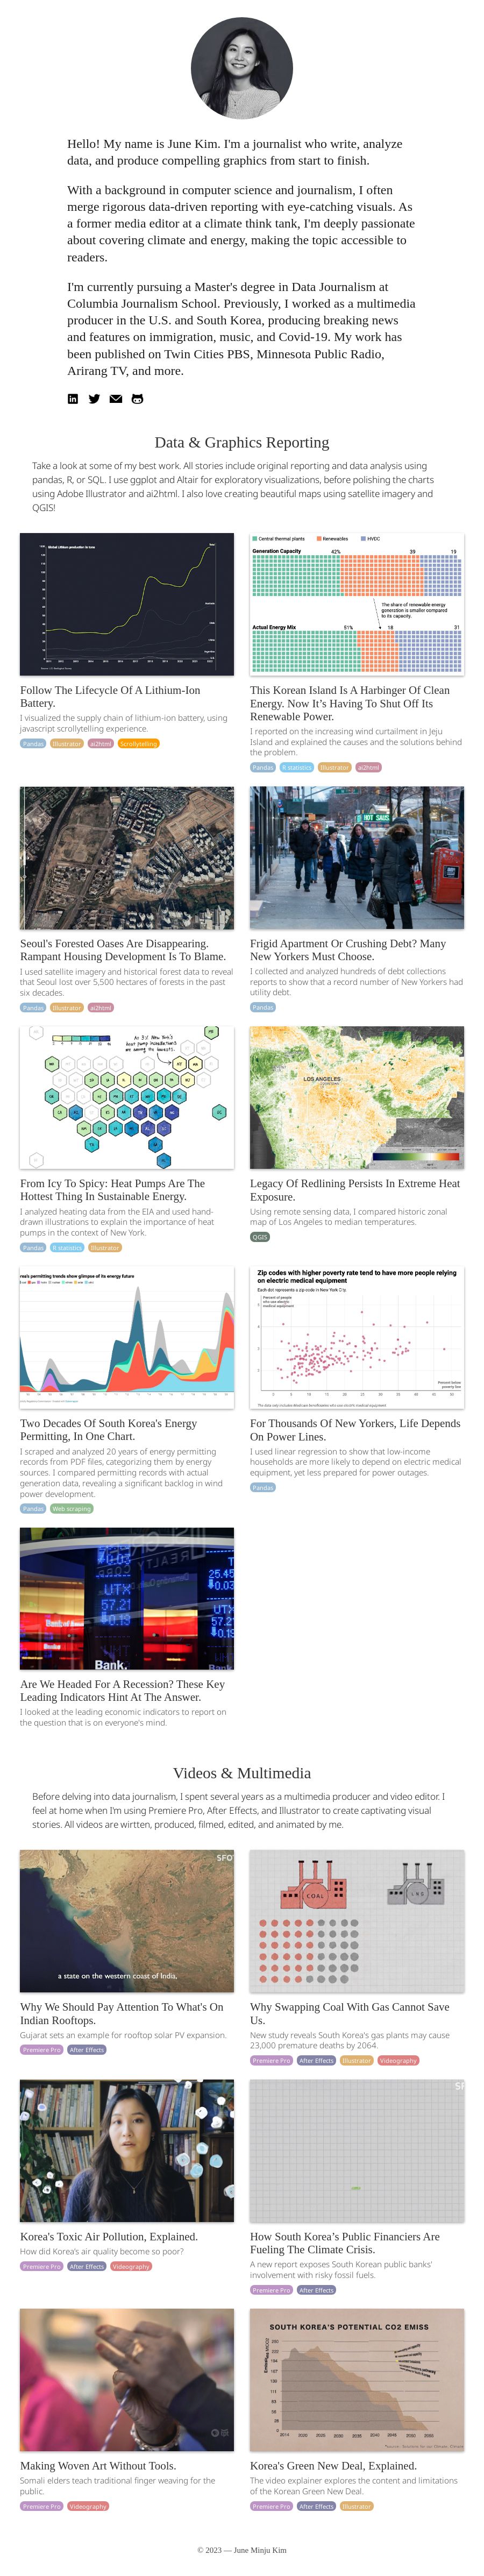 Hello! My name is June Kim. I'm a journalist who write, analyze
data, and produce compelling graphics from start to finish.
With a background in computer science and journalism, I often
merge rigorous data-driven reporting with eye-catching visuals. As
a former media editor at a climate think tank, I'm deeply passionate
about covering climate and energy, making the topic accessible to
readers.
I'm currently pursuing a Master's degree in Data Journalism at
Columbia Journalism School. Previously, I worked as a multimedia
producer in the U.S. and South Korea, producing breaking news
and features on immigration, music, and Covid-19. My work has
been published on Twin Cities PBS, Minnesota Public Radio,
Arirang TV, and more.
Data & Graphics Reporting
Take a look at some of my best work. All stories include original reporting and data analysis using
pandas, R, or SQL. I use ggplot and Altair for exploratory visualizations, before polishing the charts
using Adobe Illustrator and ai2html. I also love creating beautiful maps using satellite imagery and
QGIS!
Global Lithium production in tons
Follow The Lifecycle Of A Lithium-Ion
Battery.
I visualized the supply chain of lithium-ion battery, using
javascript scrollytelling experience.
Pandas Illustrator ai2html Scrollytelling
Central thermal plants Renewables HVDC
Generation Capacity 42% 39 19
The share of renewable energy
generation is smaller compared
to its capacity.
Actual Energy Mix 51% 18 31
This Korean Island Is A Harbinger Of Clean
Energy. Now It’s Having To Shut Off Its
Renewable Power.
I reported on the increasing wind curtailment in Jeju
Island and explained the causes and the solutions behind
the problem.
Pandas R statistics Illustrator ai2html
Seoul's Forested Oases Are Disappearing.
Rampant Housing Development Is To Blame.
I used satellite imagery and historical forest data to reveal
that Seoul lost over 5,500 hectares of forests in the past
six decades.
Pandas Illustrator ai2html
HOT SALUS
Frigid Apartment Or Crushing Debt? Many
New Yorkers Must Choose.
I collected and analyzed hundreds of debt collections
reports to show that a record number of New Yorkers had
utility debt.
Pandas
From Icy To Spicy: Heat Pumps Are The
Hottest Thing In Sustainable Energy.
I analyzed heating data from the EIA and used hand-
drawn illustrations to explain the importance of heat
pumps in the context of New York.
Pandas R statistics Illustrator
LOS ANGELES
Legacy Of Redlining Persists In Extreme Heat
Exposure.
Using remote sensing data, I compared historic zonal
map of Los Angeles to median temperatures.
QGIS
rea's permitting trends show glimpse of its energy future
Two Decades Of South Korea's Energy
Permitting, In One Chart.
I scraped and analyzed 20 years of energy permitting
records from PDF files, categorizing them by energy
sources. I compared permitting records with actual
generation data, revealing a significant backlog in wind
power development.
Pandas Web scraping
Zip codes with higher poverty rate tend to have more people relying
on electric medical equipment
Each dot represents a zip code in New York City.
Percent of people
who use electric
medical equipment
Percent below
poverty line
0 5 10 15 20 25 30 35 40 45 50
For Thousands Of New Yorkers, Life Depends
On Power Lines.
I used linear regression to show that low-income
households are more likely to depend on electric medical
equipment, yet less prepared for power outages.
Pandas
REALTY
UTX
57.21
+0.19
25.45
+0.03
Bank of
Bank.
Are We Headed For A Recession? These Key
Leading Indicators Hint At The Answer.
I looked at the leading economic indicators to report on
the question that is on everyone's mind.
Videos & Multimedia
Before delving into data journalism, I spent several years as a multimedia producer and video editor. I
feel at home when I'm using Premiere Pro, After Effects, and Illustrator to create captivating visual
stories. All videos are wirtten, produced, filmed, edited, and animated by me.
SFO
a state on the western coast of India,
Why We Should Pay Attention To What's On
Indian Rooftops.
Gujarat sets an example for rooftop solar PV expansion.
Premiere Pro After Effects
COAL LNG
Why Swapping Coal With Gas Cannot Save
Us.
New study reveals South Korea's gas plants may cause
23,000 premature deaths by 2064.
Premiere Pro After Effects Illustrator Videography
Korea's Toxic Air Pollution, Explained.
How did Korea's air quality become so poor?
Premiere Pro After Effects Videography
How South Korea’s Public Financiers Are
Fueling The Climate Crisis.
A new report exposes South Korean public banks'
involvement with risky fossil fuels.
Premiere Pro After Effects
Making Woven Art Without Tools.
Somali elders teach traditional finger weaving for the
public.
Premiere Pro Videography
SOUTH KOREA'S POTENTIAL CO2 EMISS
Korea's Green New Deal, Explained.
The video explainer explores the content and limitations
of the Korean Green New Deal.
Premiere Pro After Effects Illustrator
© 2023 — June Minju Kim